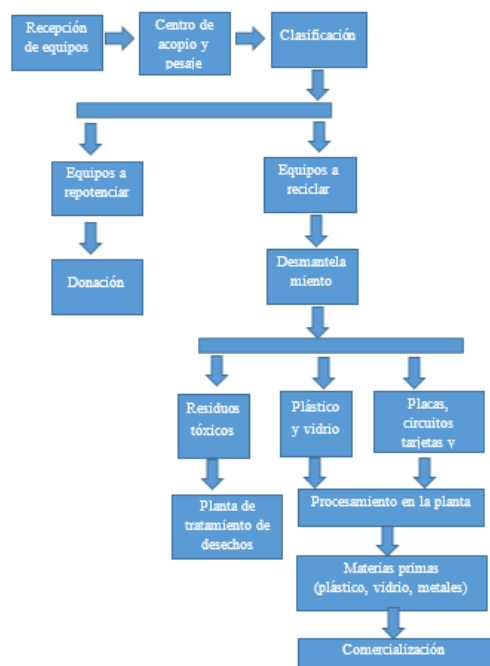 Recepción
de equipos
Centro de
acopio y
pesaje
Clasificación
Equipos a
repotenciar
Equipos a
reciclar
Donación
Desmantela
miento
Residuos
tóxicos
Plástico
y vidrio
Placas,
circuitos
tarjetas y
Planta de
tratamiento de
desechos
Procesamiento en la planta
Materias primas
(plástico, vidrio, metales)
Comercialización